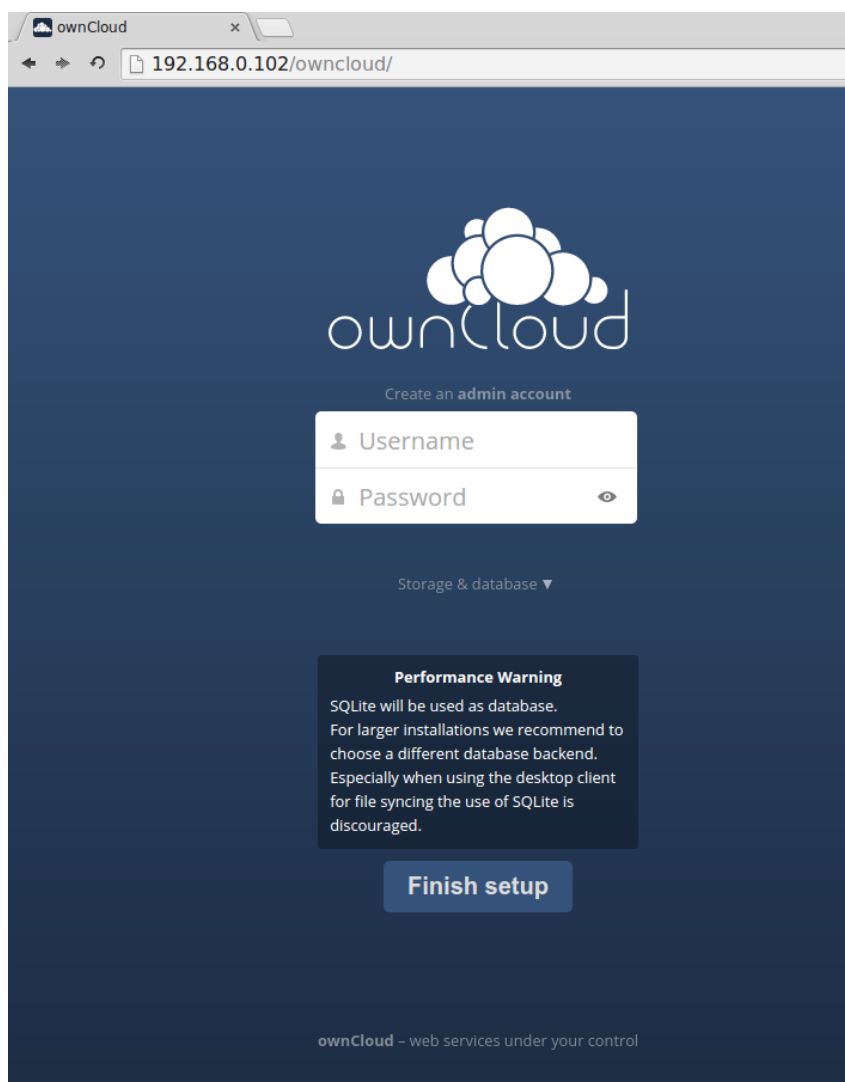 ownCloud
192.168.0.102/owncloud/
ownCloud
Create an admin account
Username
Password
Storage & database ▼
Performance Warning
SQLite will be used as database.
For larger installations we recommend to
choose a different database backend.
Especially when using the desktop client
for file syncing the use of SQLite is
discouraged.
Finish setup
ownCloud – web services under your control